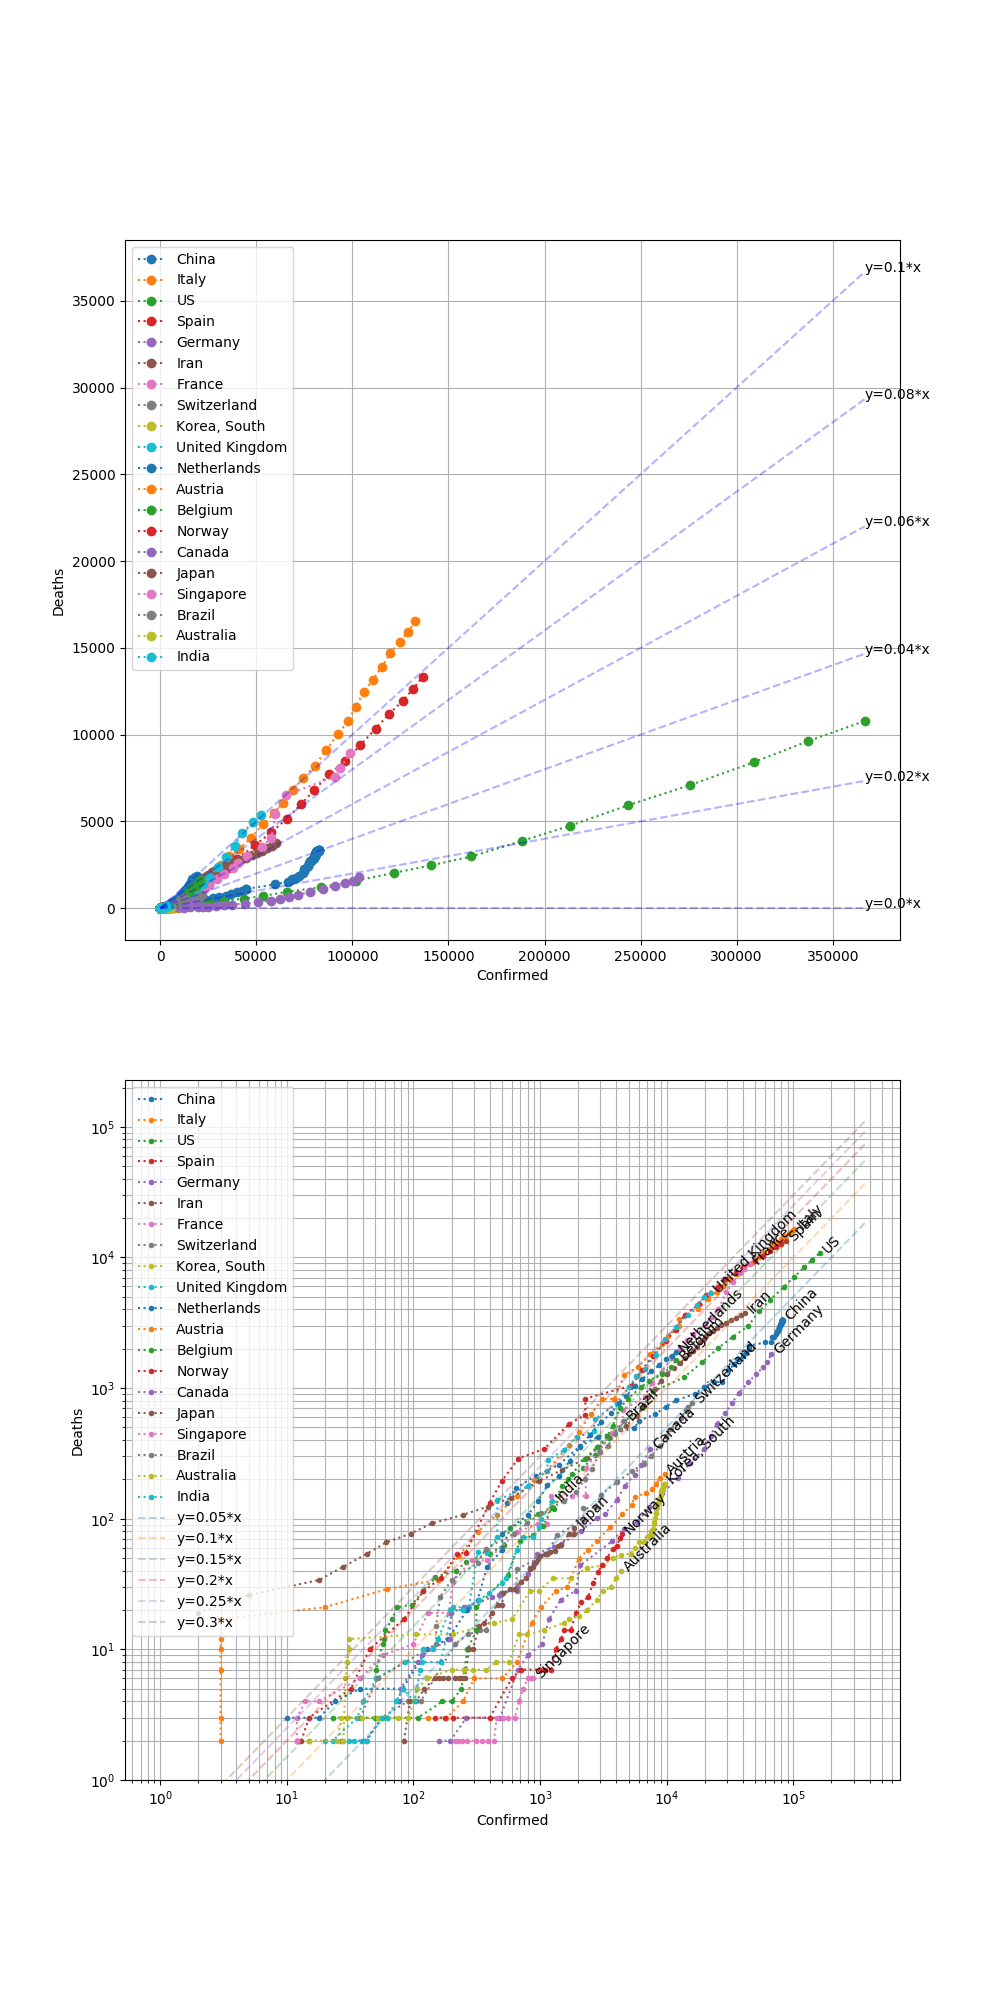 China
Italy
US
Spain
Germany
Iran
France
Switzerland
Korea, South
United Kingdom
Netherlands
Austria
Belgium
Norway
Canada
Japan
Singapore
Brazil
Australia
India
y=0.1*x
y=0.08*x
y=0.06*x
y=0.04*x
y=0.02*x
y=0.0*x
35000
30000
25000
20000
15000
10000
5000
0
Deaths
0 50000 100000 150000 200000 250000 300000 350000
Confirmed
China
Italy
US
Spain
Germany
Iran
France
Switzerland
Korea, South
United Kingdom
Netherlands
Austria
Belgium
Norway
Canada
Japan
Singapore
Brazil
Australia
India
y=0.05*x
y=0.1*x
y=0.15*x
y=0.2*x
y=0.25*x
y=0.3*x
United Kingdom
France
Italy
Spain
US
Netherlands
Belgium
Iran
China
Germany
Switzerland
Brazil
Canada
Korea, South
Austria
India
Japan
Norway
Australia
Singapore
10⁵
10⁴
10³
10²
10¹
10⁰
Deaths
10⁰ 10¹ 10² 10³ 10⁴ 10⁵
Confirmed